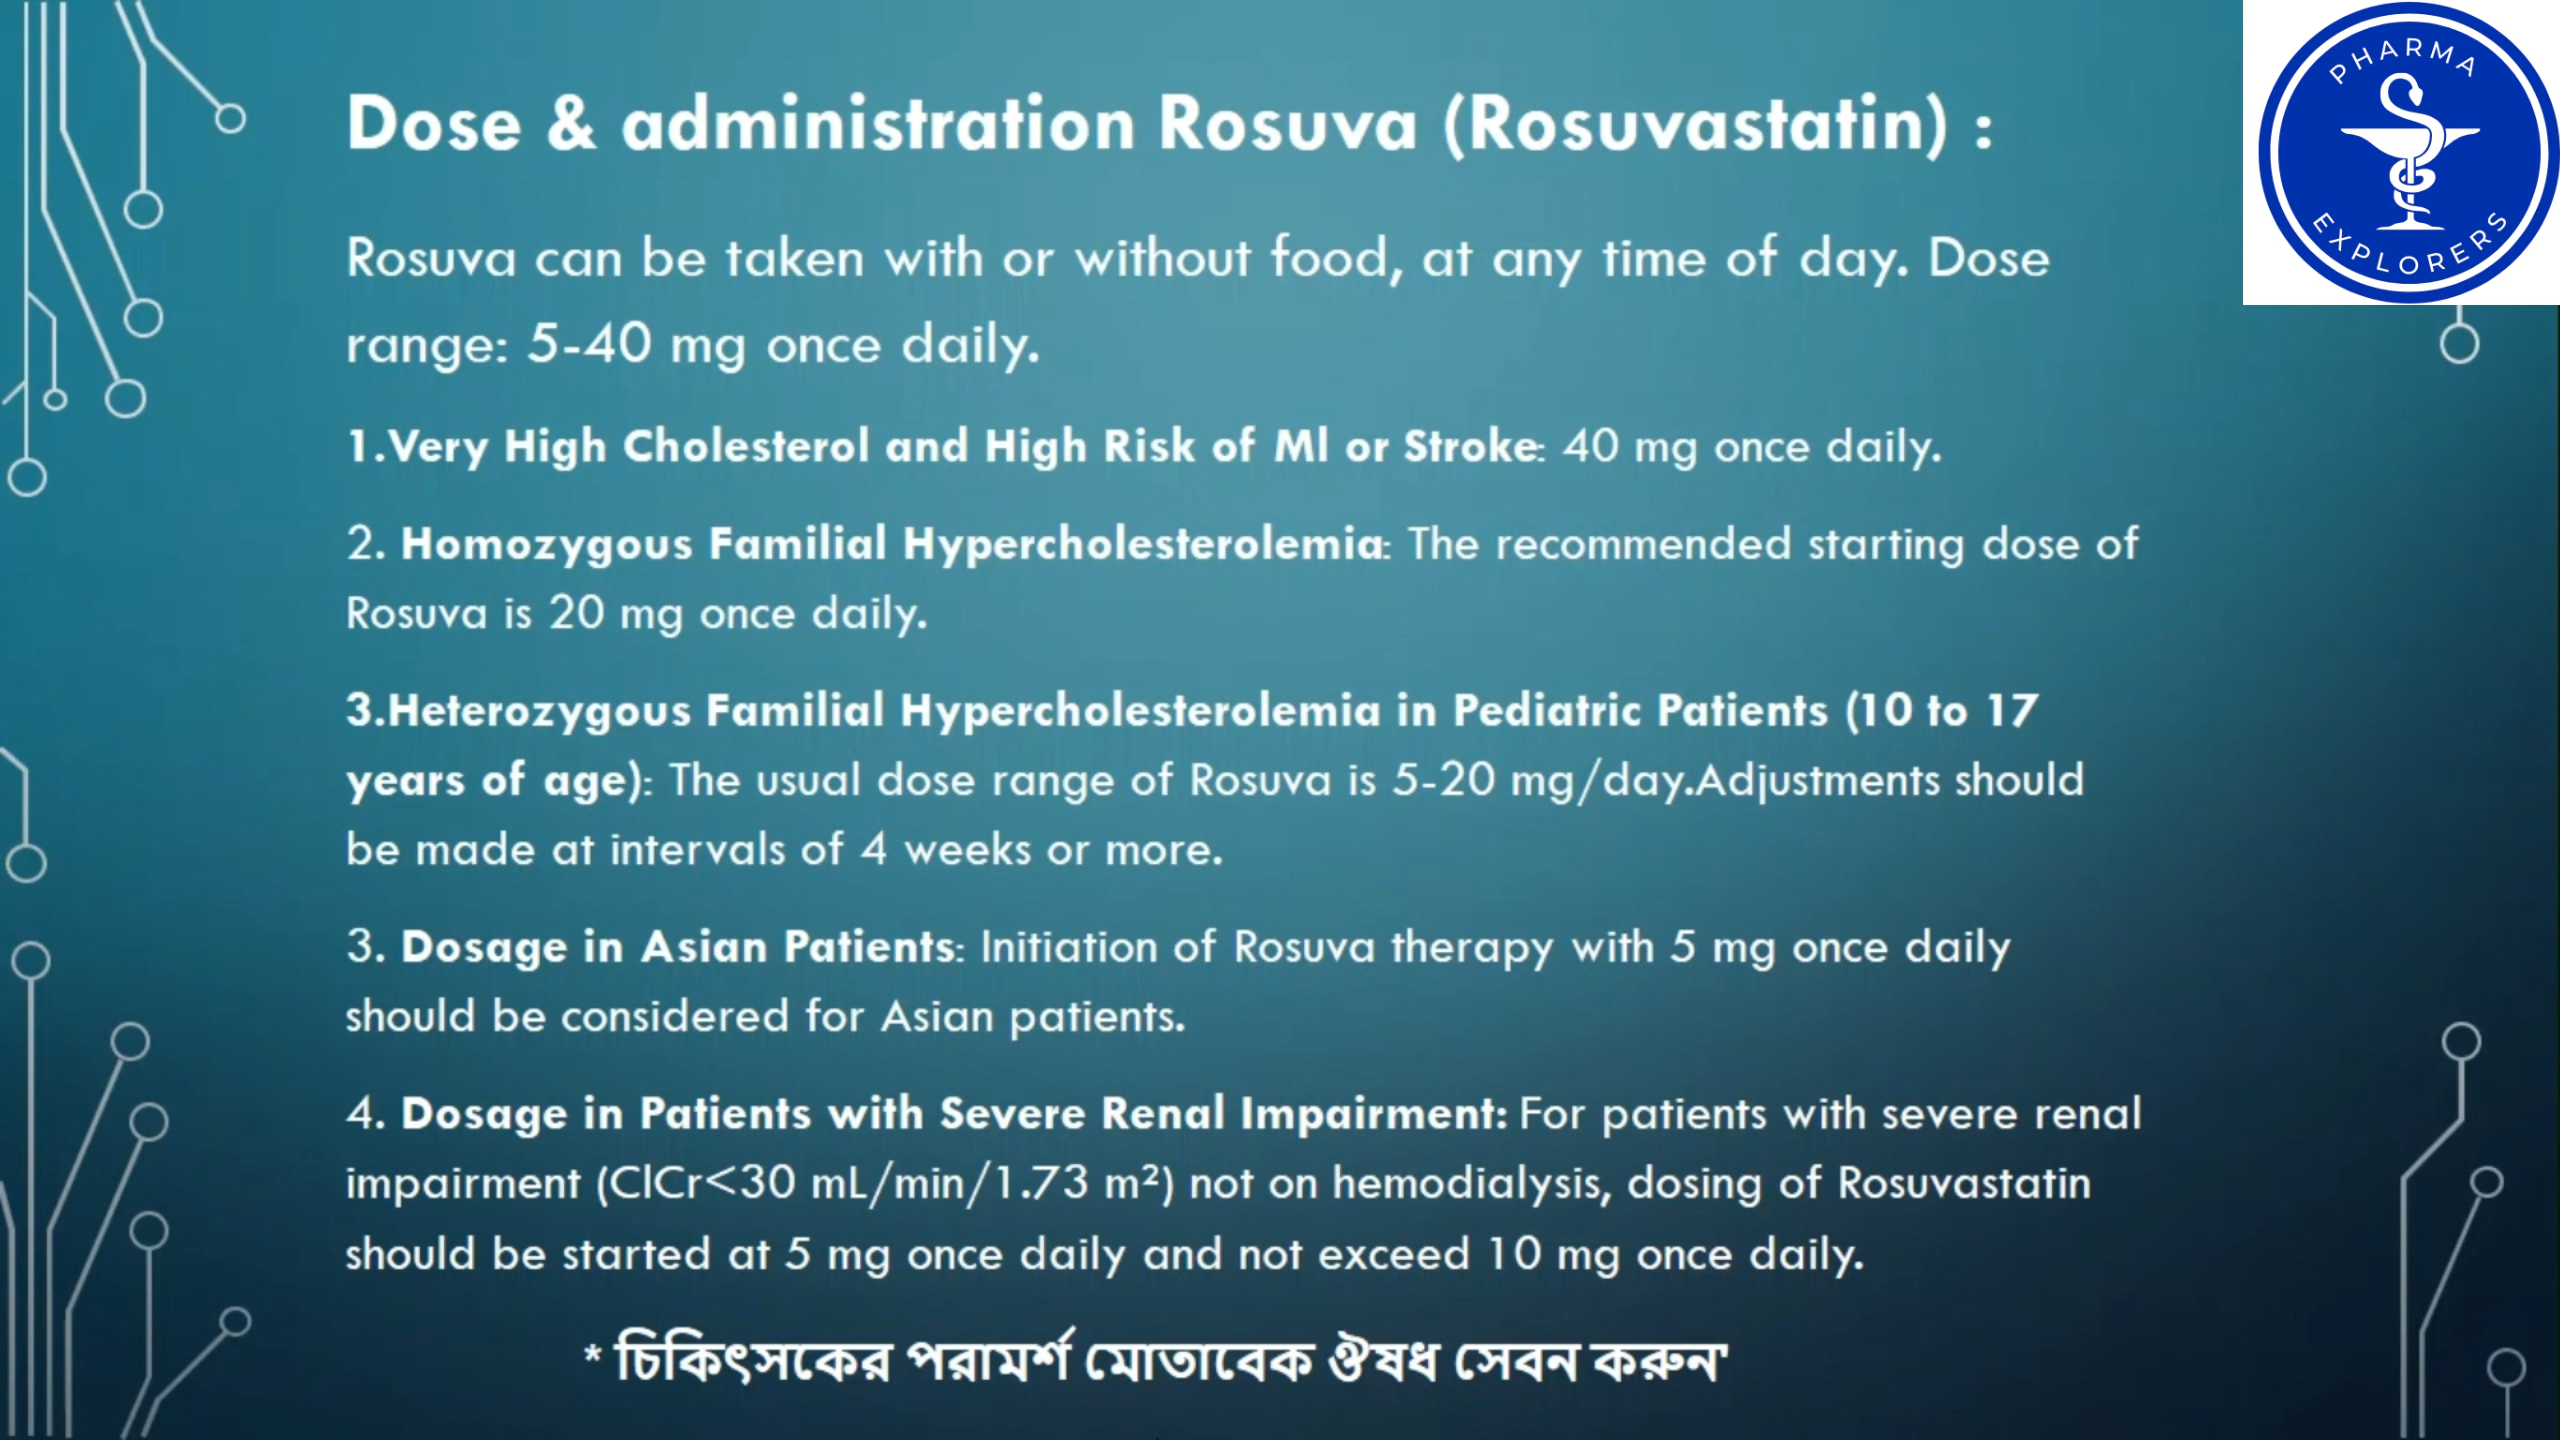 PHARMA
EXPLORERS
Dose & administration Rosuva (Rosuvastatin) :
Rosuva can be taken with or without food, at any time of day. Dose
range: 5-40 mg once daily.
1.Very High Cholesterol and High Risk of Ml or Stroke: 40 mg once daily.
2. Homozygous Familial Hypercholesterolemia: The recommended starting dose of
Rosuva is 20 mg once daily.
3.Heterozygous Familial Hypercholesterolemia in Pediatric Patients (10 to 17
years of age): The usual dose range of Rosuva is 5-20 mg/day.Adjustments should
be made at intervals of 4 weeks or more.
3. Dosage in Asian Patients: Initiation of Rosuva therapy with 5 mg once daily
should be considered for Asian patients.
4. Dosage in Patients with Severe Renal Impairment: For patients with severe renal
impairment (ClCr<30 mL/min/1.73 m²) not on hemodialysis, dosing of Rosuvastatin
should be started at 5 mg once daily and not exceed 10 mg once daily.
* চিকিৎসকের পরামর্শ মোতাবেক ঔষধ সেবন করুন'